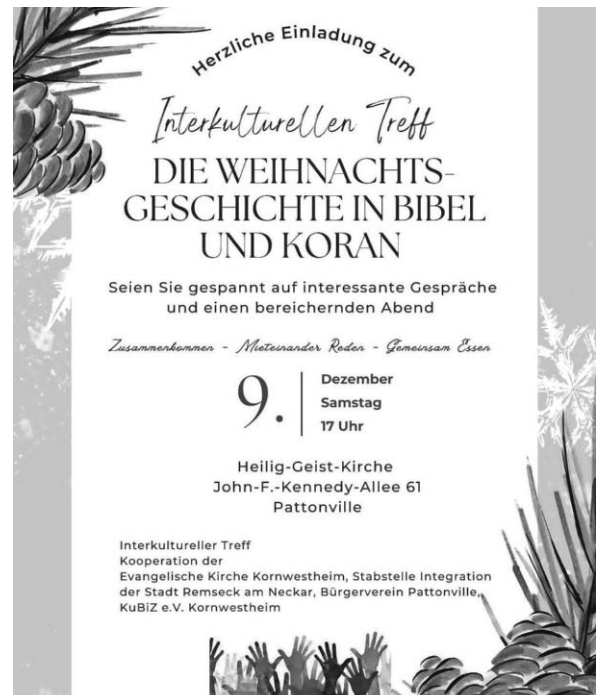 Herzliche Einladung zum
Interkulturellen Treff
DIE WEIHNACHTS-
GESCHICHTE IN BIBEL
UND KORAN
Seien Sie gespannt auf interessante Gespräche
und einen bereichernden Abend
Zusammenkommen - Mieteinander Reden - Gemeinsam Essen
9.
Dezember
Samstag
17 Uhr
Heilig-Geist-Kirche
John-F.-Kennedy-Allee 61
Pattonville
Interkultureller Treff
Kooperation der
Evangelische Kirche Kornwestheim, Stabstelle Integration
der Stadt Remseck am Neckar, Bürgerverein Pattonville,
KuBiZ e.V. Kornwestheim